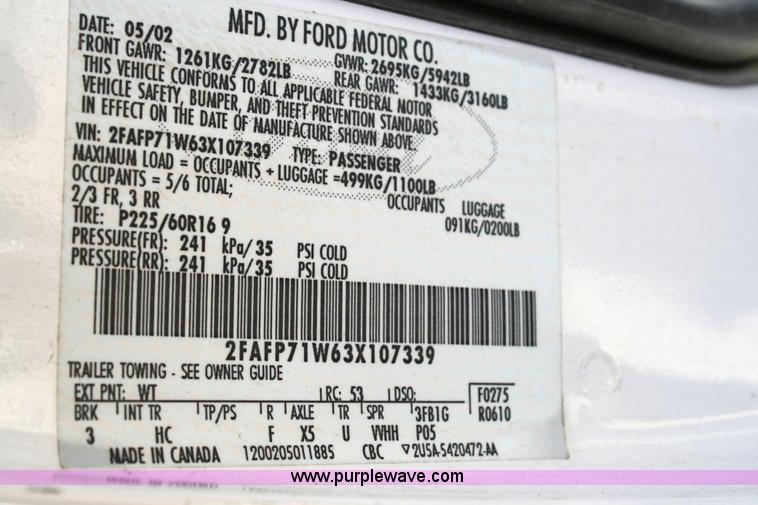 MFD. BY FORD MOTOR CO.
DATE: 05/02 GVWR: 2695KG/5942LB
FRONT GAWR: 1261KG/2782LB REAR GAWR: 1433KG/3160LB
THIS VEHICLE CONFORMS TO ALL APPLICABLE FEDERAL MOTOR
VEHICLE SAFETY, BUMPER, AND THEFT PREVENTION STANDARDS
IN EFFECT ON THE DATE OF MANUFACTURE SHOWN ABOVE.
VIN: 2FAFP71W63X107339 TYPE: PASSENGER
MAXIMUM LOAD = OCCUPANTS + LUGGAGE =499KG/1100LB
OCCUPANTS = 5/6 TOTAL; OCCUPANTS LUGGAGE
2/3 FR, 3 RR 091KG/0200LB
TIRE: P225/60R16 9
PRESSURE(FR): 241 kPa/35 PSI COLD
PRESSURE(RR): 241 kPa/35 PSI COLD
2FAFP71W63X107339
TRAILER TOWING - SEE OWNER GUIDE
EXT PNT: WT RC: 53 DSO: F0275
BRK INT TR TP/PS R AXLE TR SPR 3FB1G R0610
3 HC F X5 U WHH P05
MADE IN CANADA 1200205011885 CBC 2U5A-5420472-AA
www.purplewave.com